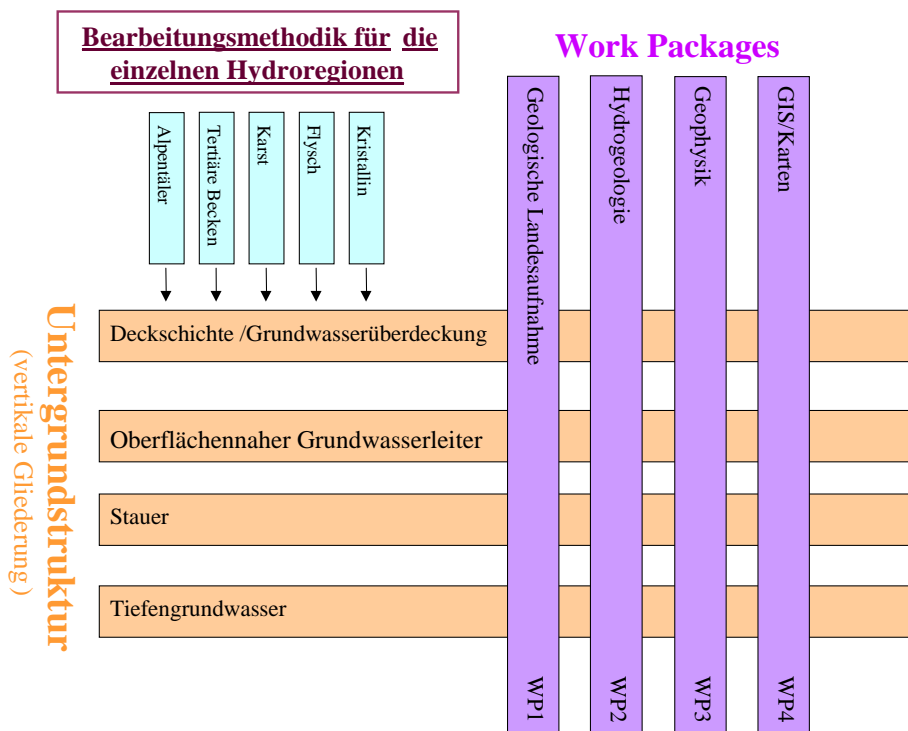 Bearbeitungsmethodik für die
einzelnen Hydroregionen
Work Packages
Alpentäler
Tertiäre Becken
Karst
Flysch
Kristallin
Geologische Landesaufnahme
Hydrogeologie
Geophysik
GIS/Karten
Untergrundstruktur
(vertikale Gliederung)
Deckschichte /Grundwasserüberdeckung
Oberflächennaher Grundwasserleiter
Stauer
Tiefengrundwasser
WP1
WP2
WP3
WP4